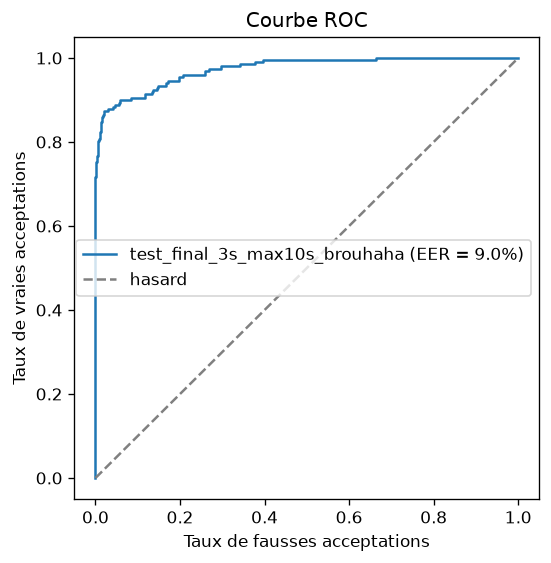 Courbe ROC
Taux de vraies acceptations
1.0
0.8
0.6
0.4
0.2
0.0
test_final_3s_max10s_brouhaha (EER = 9.0%)
hasard
0.0 0.2 0.4 0.6 0.8 1.0
Taux de fausses acceptations